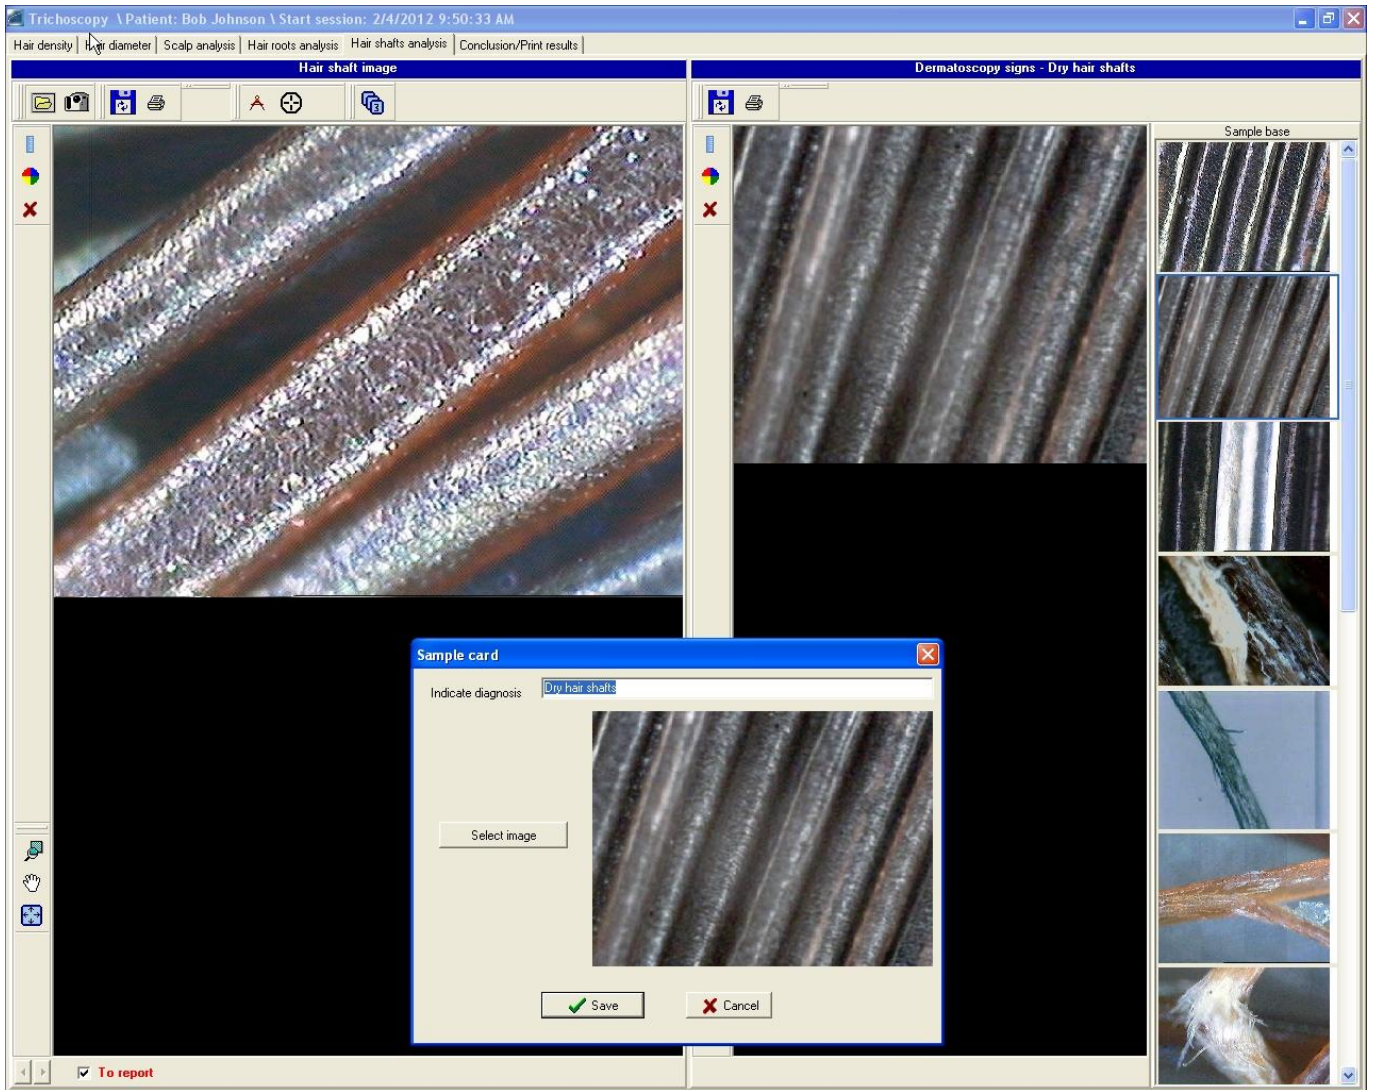 Trichoscopy \ Patient: Bob Johnson \ Start session: 2/4/2012 9:50:33 AM
Hair density Hair diameter Scalp analysis Hair roots analysis Hair shafts analysis Conclusion/Print results
Hair shaft image
Dermatoscopy signs - Dry hair shafts
Sample base
Sample card
Indicate diagnosis Dry hair shafts
Select image
Save Cancel
To report